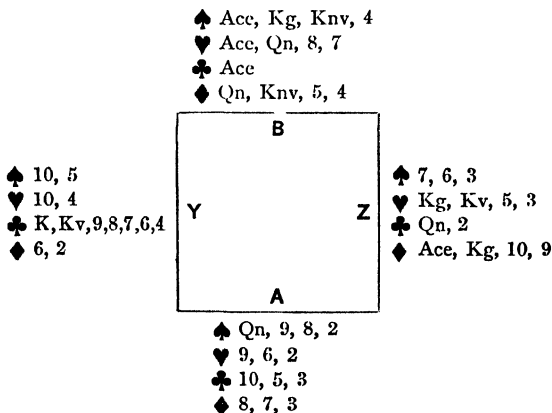 ♠ Ace, Kg, Knv, 4
♥ Ace, Qn, 8, 7
♣ Ace
♦ Qn, Knv, 5, 4
B
♠ 10, 5
♥ 10, 4
♣ K,Kv,9,8,7,6,4
♦ 6, 2
Y
Z
♠ 7, 6, 3
♥ Kg, Kv, 5, 3
♣ Qn, 2
♦ Ace, Kg, 10, 9
A
♠ Qn, 9, 8, 2
♥ 9, 6, 2
♣ 10, 5, 3
♦ 8, 7, 3